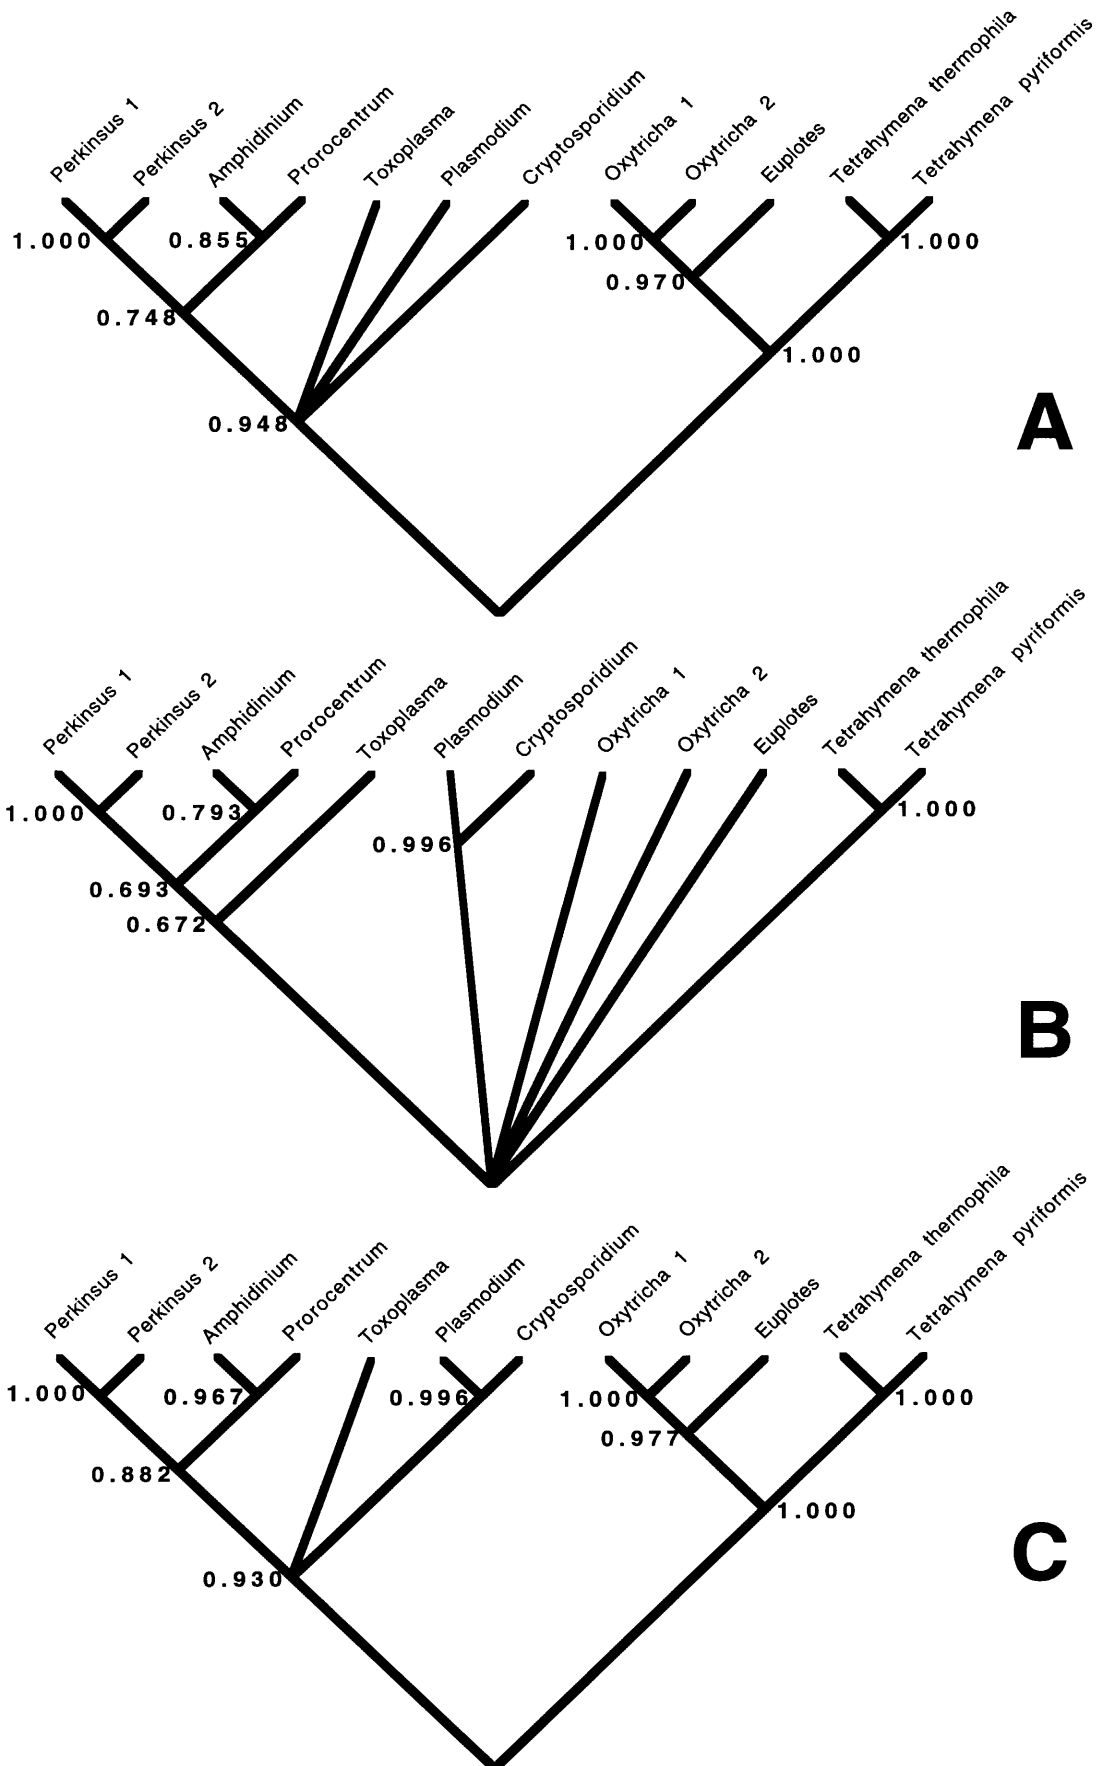 Perkinsus 1
Perkinsus 2
Amphidinium
Prorocentrum
Toxoplasma
Plasmodium
Cryptosporidium
Oxytricha 1
Oxytricha 2
Euplotes
Tetrahymena thermophila
Tetrahymena pyriformis
1.000
0.855
1.000
1.000
0.970
0.748
1.000
0.948
A
Perkinsus 1
Perkinsus 2
Amphidinium
Prorocentrum
Toxoplasma
Plasmodium
Cryptosporidium
Oxytricha 1
Oxytricha 2
Euplotes
Tetrahymena thermophila
Tetrahymena pyriformis
1.000
0.793
1.000
0.996
0.693
0.672
B
Perkinsus 1
Perkinsus 2
Amphidinium
Prorocentrum
Toxoplasma
Plasmodium
Cryptosporidium
Oxytricha 1
Oxytricha 2
Euplotes
Tetrahymena thermophila
Tetrahymena pyriformis
1.000
0.967
0.996
1.000
1.000
0.977
0.882
1.000
0.930
C